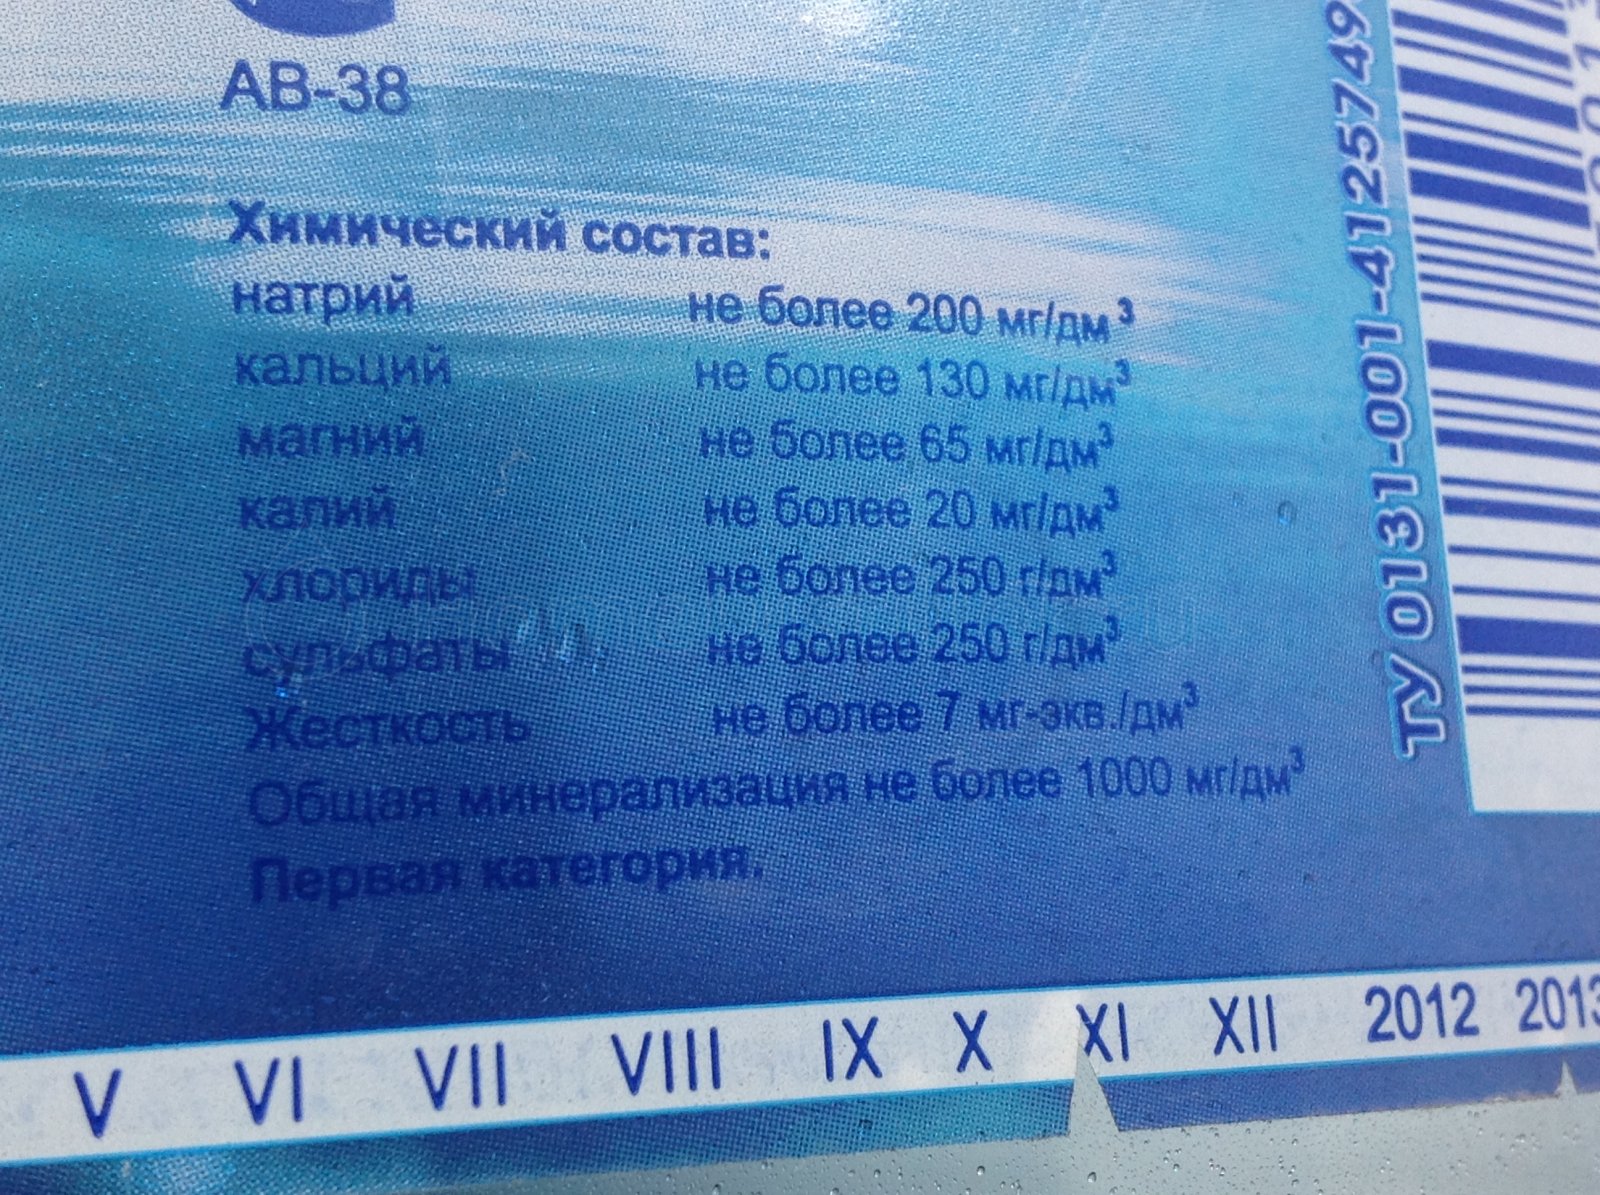 АВ-38
Химический состав:
натрий не более 200 мг/дм³
кальций не более 130 мг/дм³
магний не более 65 мг/дм³
калий не более 20 мг/дм³
хлориды не более 250 г/дм³
сульфаты не более 250 г/дм³
Жесткость не более 7 мг-экв./дм³
Общая минерализация не более 1000 мг/дм³
Первая категория.
ТУ 0131-001-4125749
V VI VII VIII IX X XI XII 2012 2013